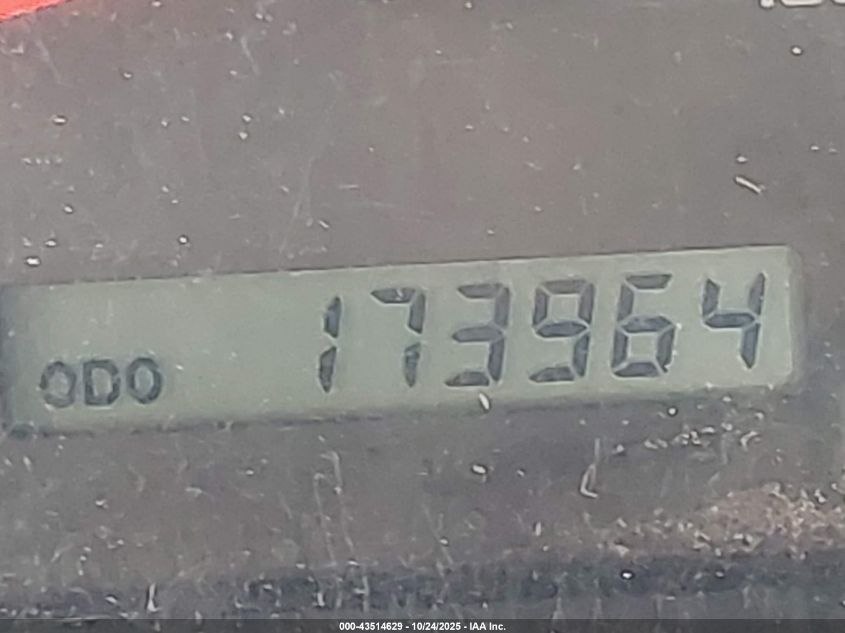 ODO 173964
000-43514629 - 10/24/2025 - IAA Inc.